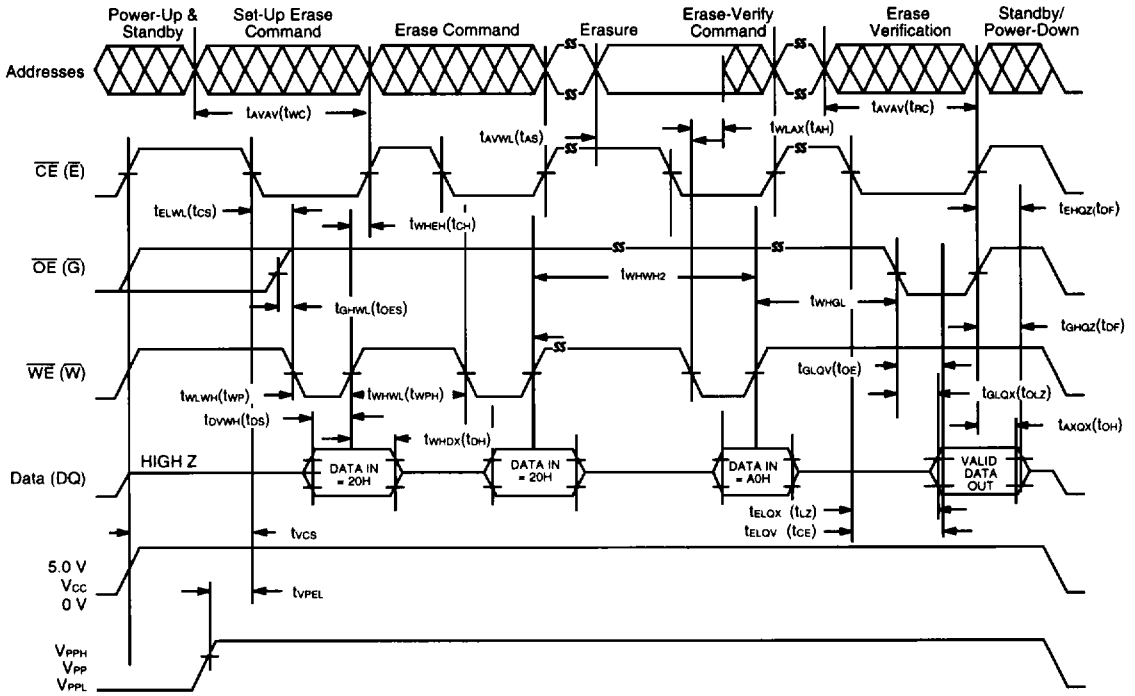 Power-Up &
Standby
Set-Up Erase
Command
Erase Command
Erasure
Erase-Verify
Command
Erase
Verification
Standby/
Power-Down
Addresses
tAVAV(tWC)
tAVWL(tAS)
tWLAX(tAH)
tAVAV(tRC)
CE (E)
tELWL(tCS)
tWHEH(tCH)
tEHQZ(tDF)
OE (G)
tWHWH2
tWHGL
tGHWL(tOES)
tGHQZ(tDF)
WE (W)
tGLQV(tOE)
tWLWH(tWP)
tWHWL(tWPH)
tGLQX(tOLZ)
tDVWH(tDS)
tWHDX(tDH)
tAXQX(tOH)
HIGH Z
Data (DQ)
DATA IN
= 20H
DATA IN
= 20H
DATA IN
= A0H
VALID
DATA
OUT
tELQX (tLZ)
tVCS
tELQV (tCE)
5.0 V
VCC
0 V
tVPEL
VPPH
VPP
VPPL